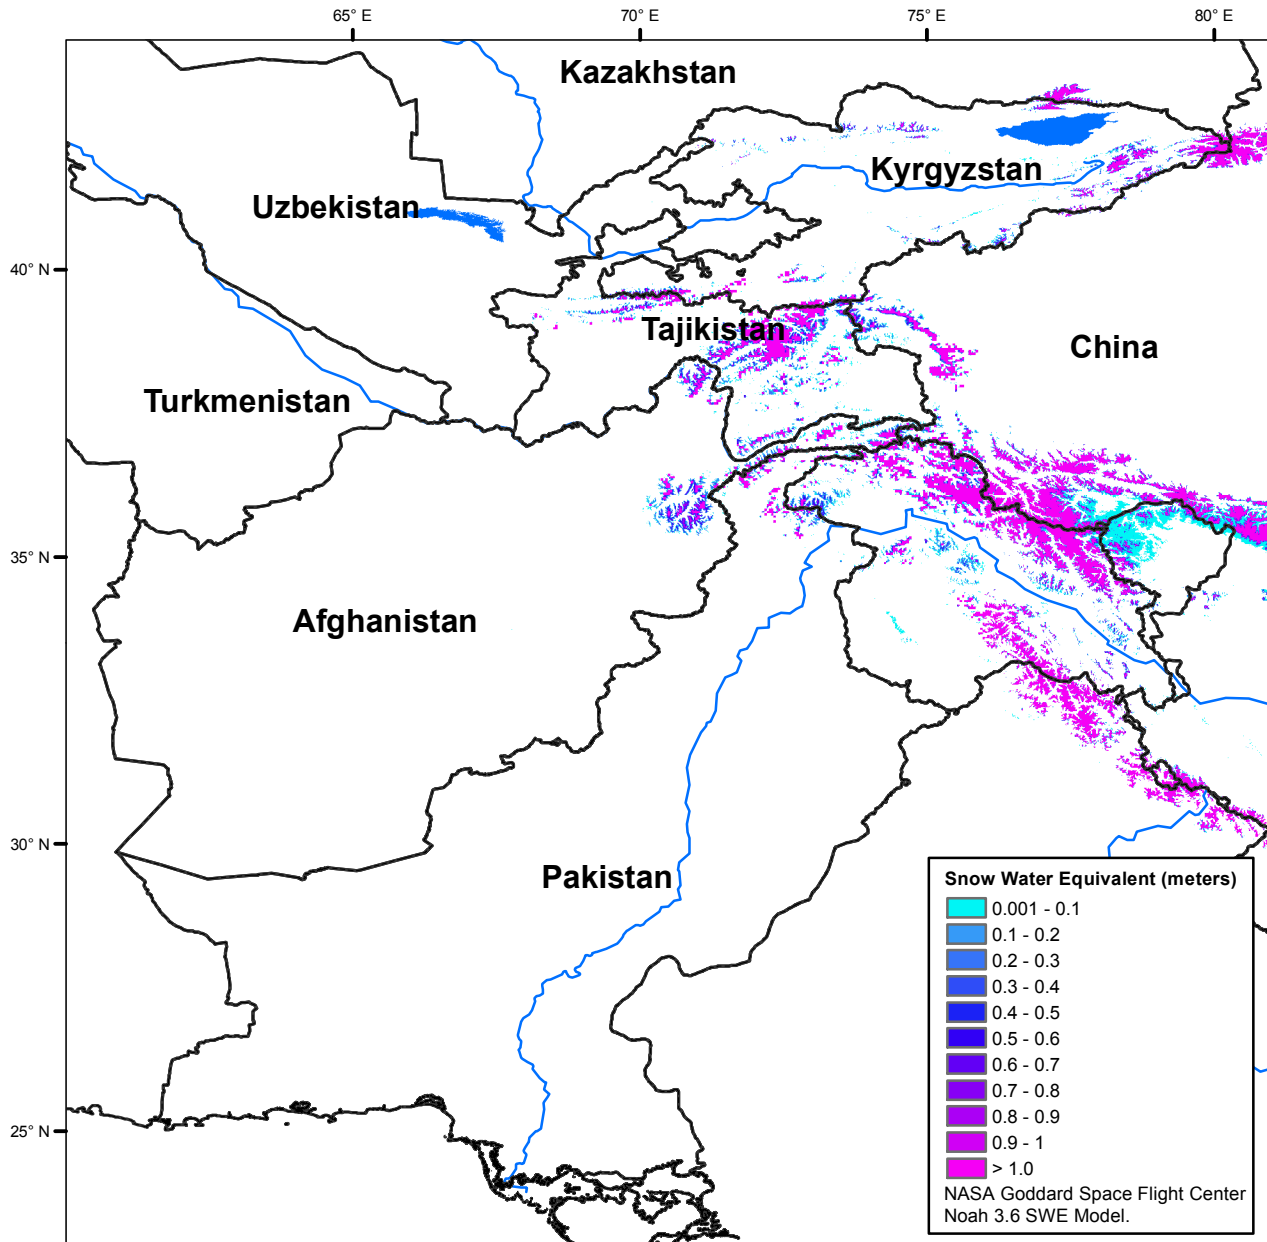 65° E
70° E
75° E
80° E
Kazakhstan
Kyrgyzstan
Uzbekistan
40° N
Tajikistan
China
Turkmenistan
35° N
Afghanistan
30° N
Pakistan
25° N
Snow Water Equivalent (meters)
0.001 - 0.1
0.1 - 0.2
0.2 - 0.3
0.3 - 0.4
0.4 - 0.5
0.5 - 0.6
0.6 - 0.7
0.7 - 0.8
0.8 - 0.9
0.9 - 1
> 1.0
NASA Goddard Space Flight Center
Noah 3.6 SWE Model.